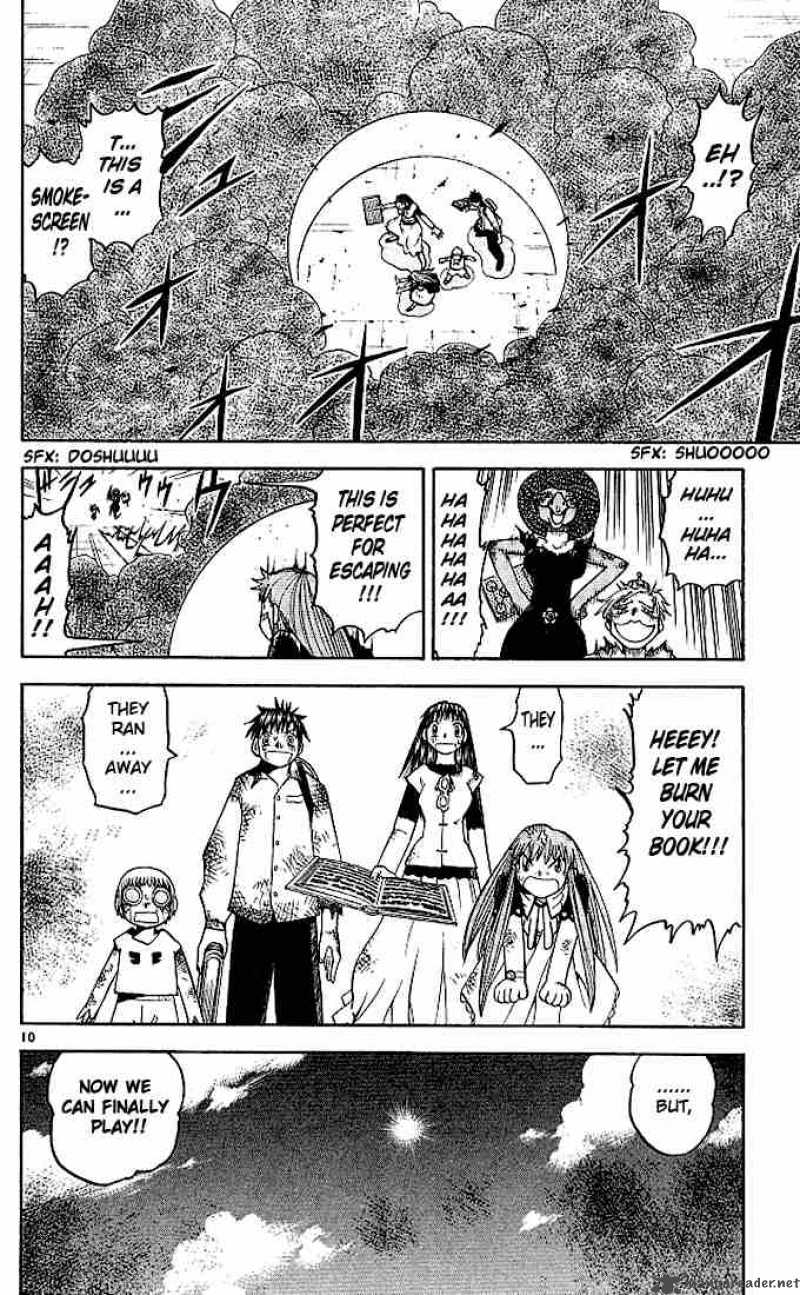 EH
..!?
T...
THIS
IS A
...
SMOKE-
SCREEN
!?
SFX: DOSHUUUU
SFX: SHUOOOOO
HUHU
...
HUHA
HA...
HA
HA
HA
HA
HA
AA!!!
THIS IS
PERFECT
FOR
ESCAPING
!!!
A
A
A
H
!!
HEEEY!
LET ME
BURN
YOUR
BOOK!!!
THEY
...
THEY
RAN
...
AWAY
...
10
......
BUT,
NOW WE
CAN FINALLY
PLAY!!